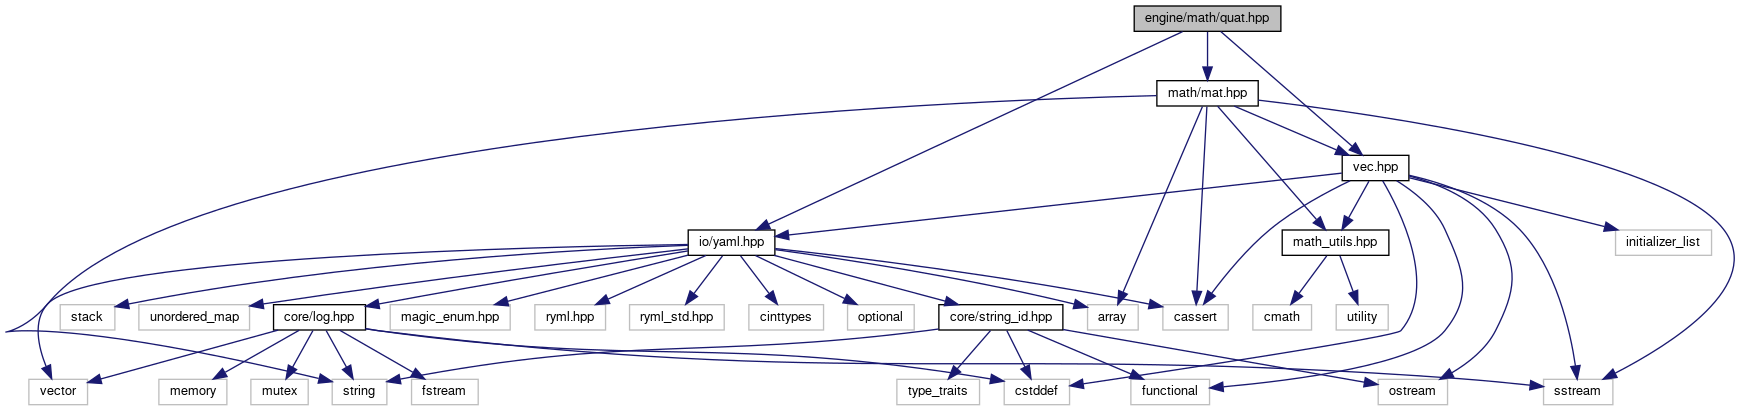 engine/math/quat.hpp
math/mat.hpp
vec.hpp
io/yaml.hpp
math_utils.hpp
initializer_list
stack
unordered_map
core/log.hpp
magic_enum.hpp
ryml.hpp
ryml_std.hpp
cinttypes
optional
core/string_id.hpp
array
cassert
cmath
utility
vector
memory
mutex
string
fstream
type_traits
cstddef
functional
ostream
sstream